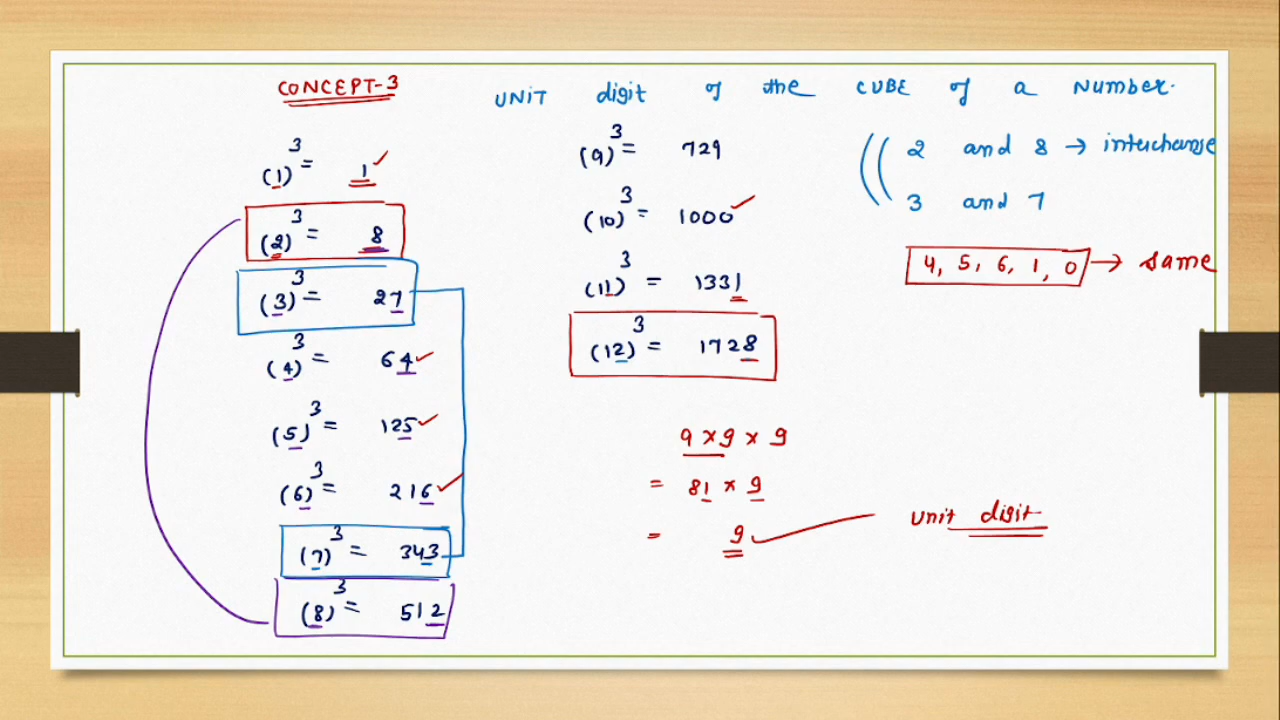 CONCEPT-3
UNIT digit of the CUBE of a Number.
(1)³ = 1
(2)³ = 8
(3)³ = 27
(4)³ = 64
(5)³ = 125
(6)³ = 216
(7)³ = 343
(8)³ = 512
(9)³ = 729
(10)³ = 1000
(11)³ = 1331
(12)³ = 1728
9 × 9 × 9
= 81 × 9
= 9
unit digit
2 and 8 → interchange
3 and 7
4, 5, 6, 1, 0 → same